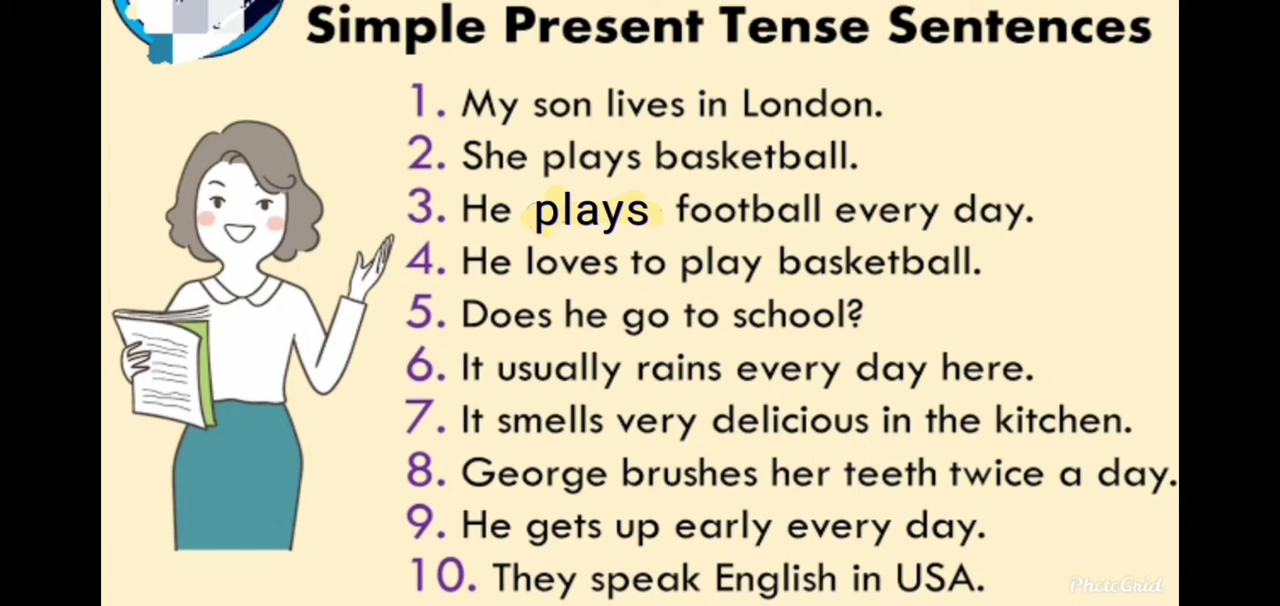 Simple Present Tense Sentences
1. My son lives in London.
2. She plays basketball.
3. He plays football every day.
4. He loves to play basketball.
5. Does he go to school?
6. It usually rains every day here.
7. It smells very delicious in the kitchen.
8. George brushes her teeth twice a day.
9. He gets up early every day.
10. They speak English in USA.
PhotoGrid